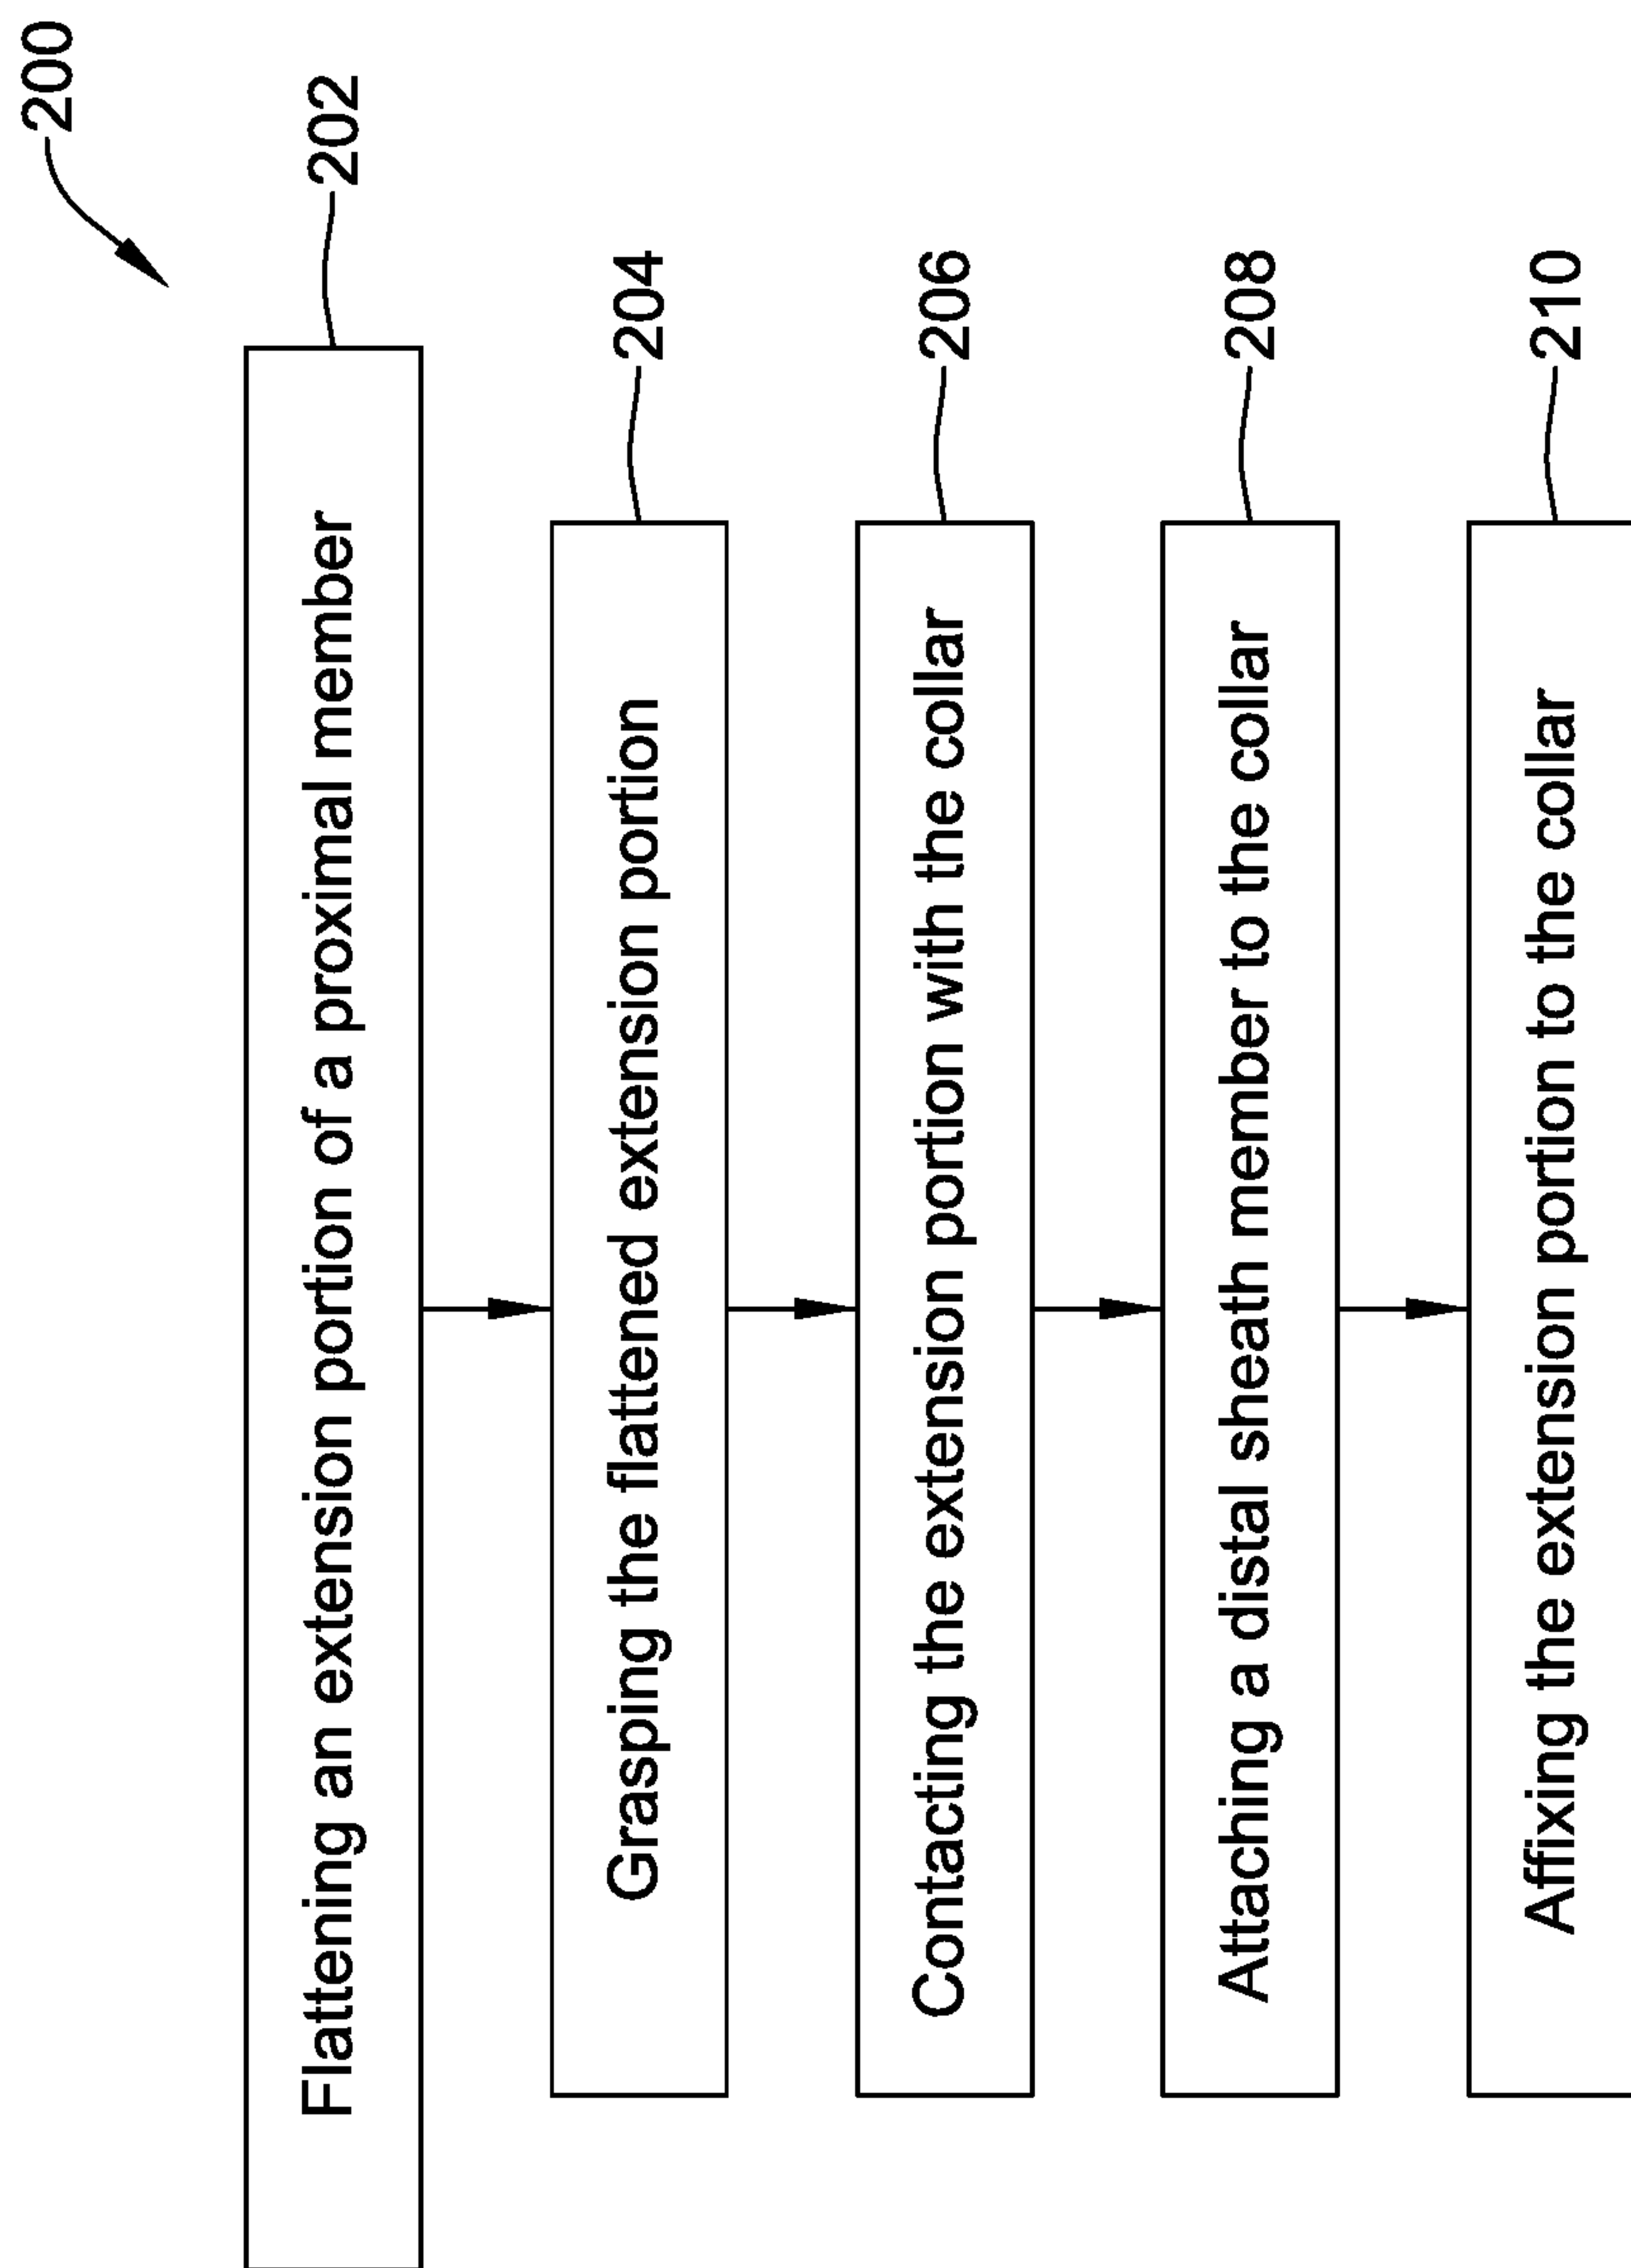 200
Flattening an extension portion of a proximal member
202
Grasping the flattened extension portion
204
Contacting the extension portion with the collar
206
Attaching a distal sheath member to the collar
208
Affixing the extension portion to the collar
210